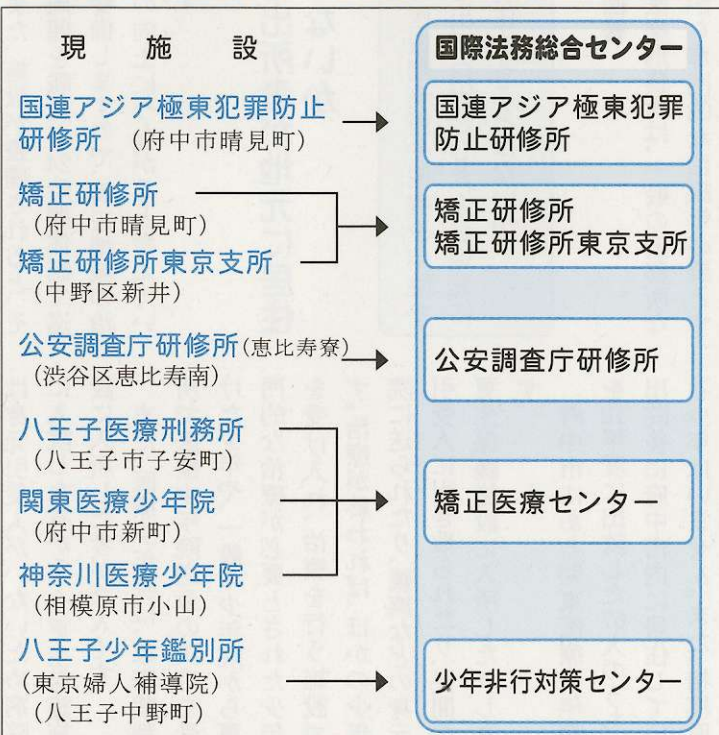 現施設
国連アジア極東犯罪防止
研修所 (府中市晴見町)
矯正研修所
(府中市晴見町)
矯正研修所東京支所
(中野区新井)
公安調査庁研修所(恵比寿寮)
(渋谷区恵比寿南)
八王子医療刑務所
(八王子市子安町)
関東医療少年院
(府中市新町)
神奈川医療少年院
(相模原市小山)
八王子少年鑑別所
(東京婦人補導院)
(八王子中野町)
国際法務総合センター
国連アジア極東犯罪
防止研修所
矯正研修所
矯正研修所東京支所
公安調査庁研修所
矯正医療センター
少年非行対策センター